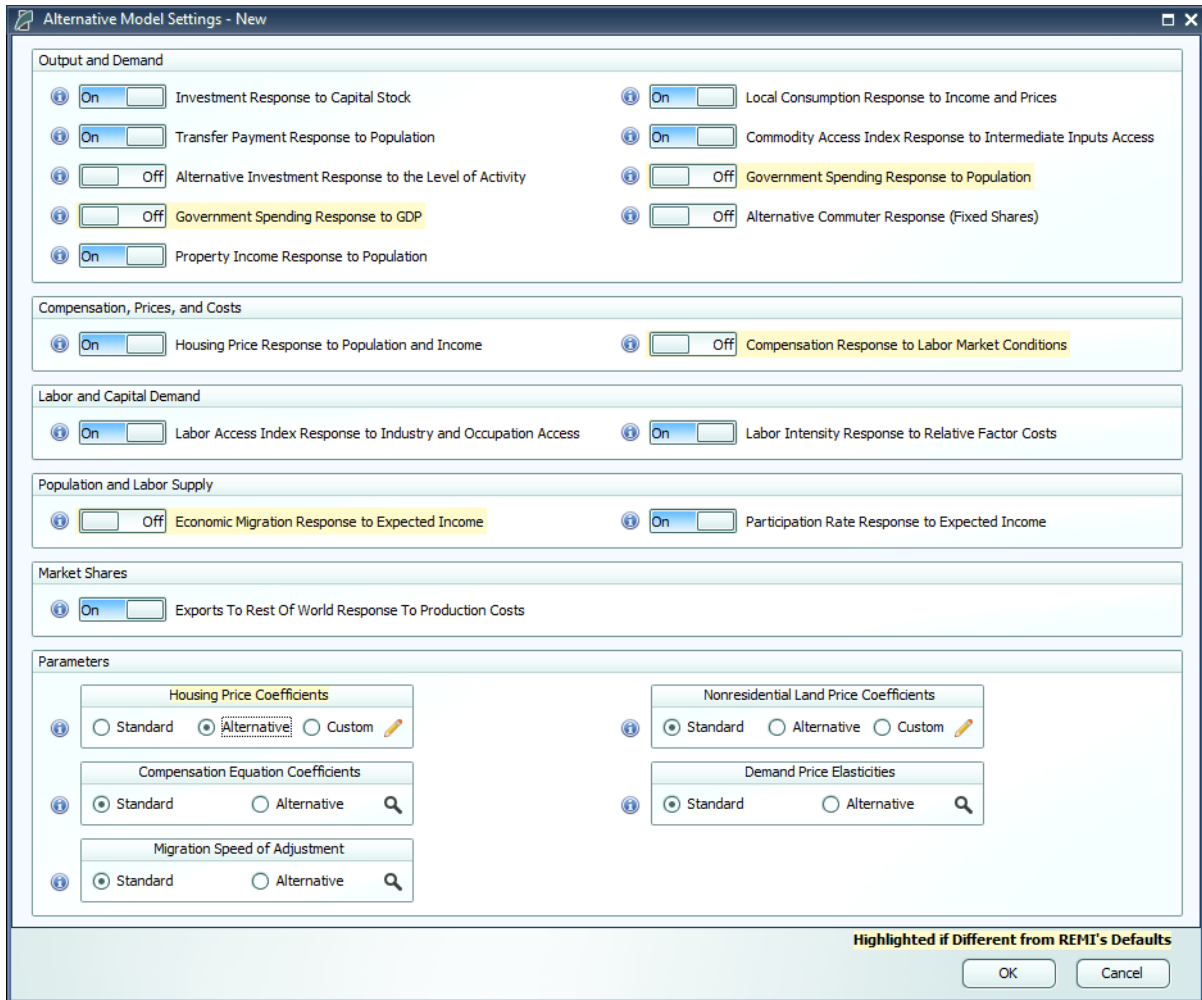 Alternative Model Settings - New
Output and Demand
On Investment Response to Capital Stock
On Local Consumption Response to Income and Prices
On Transfer Payment Response to Population
On Commodity Access Index Response to Intermediate Inputs Access
Off Alternative Investment Response to the Level of Activity
Off Government Spending Response to Population
Off Government Spending Response to GDP
Off Alternative Commuter Response (Fixed Shares)
On Property Income Response to Population
Compensation, Prices, and Costs
On Housing Price Response to Population and Income
Off Compensation Response to Labor Market Conditions
Labor and Capital Demand
On Labor Access Index Response to Industry and Occupation Access
On Labor Intensity Response to Relative Factor Costs
Population and Labor Supply
Off Economic Migration Response to Expected Income
On Participation Rate Response to Expected Income
Market Shares
On Exports To Rest Of World Response To Production Costs
Parameters
Housing Price Coefficients
Standard Alternative Custom
Nonresidential Land Price Coefficients
Standard Alternative Custom
Compensation Equation Coefficients
Standard Alternative
Demand Price Elasticities
Standard Alternative
Migration Speed of Adjustment
Standard Alternative
Highlighted if Different from REMI's Defaults
OK Cancel